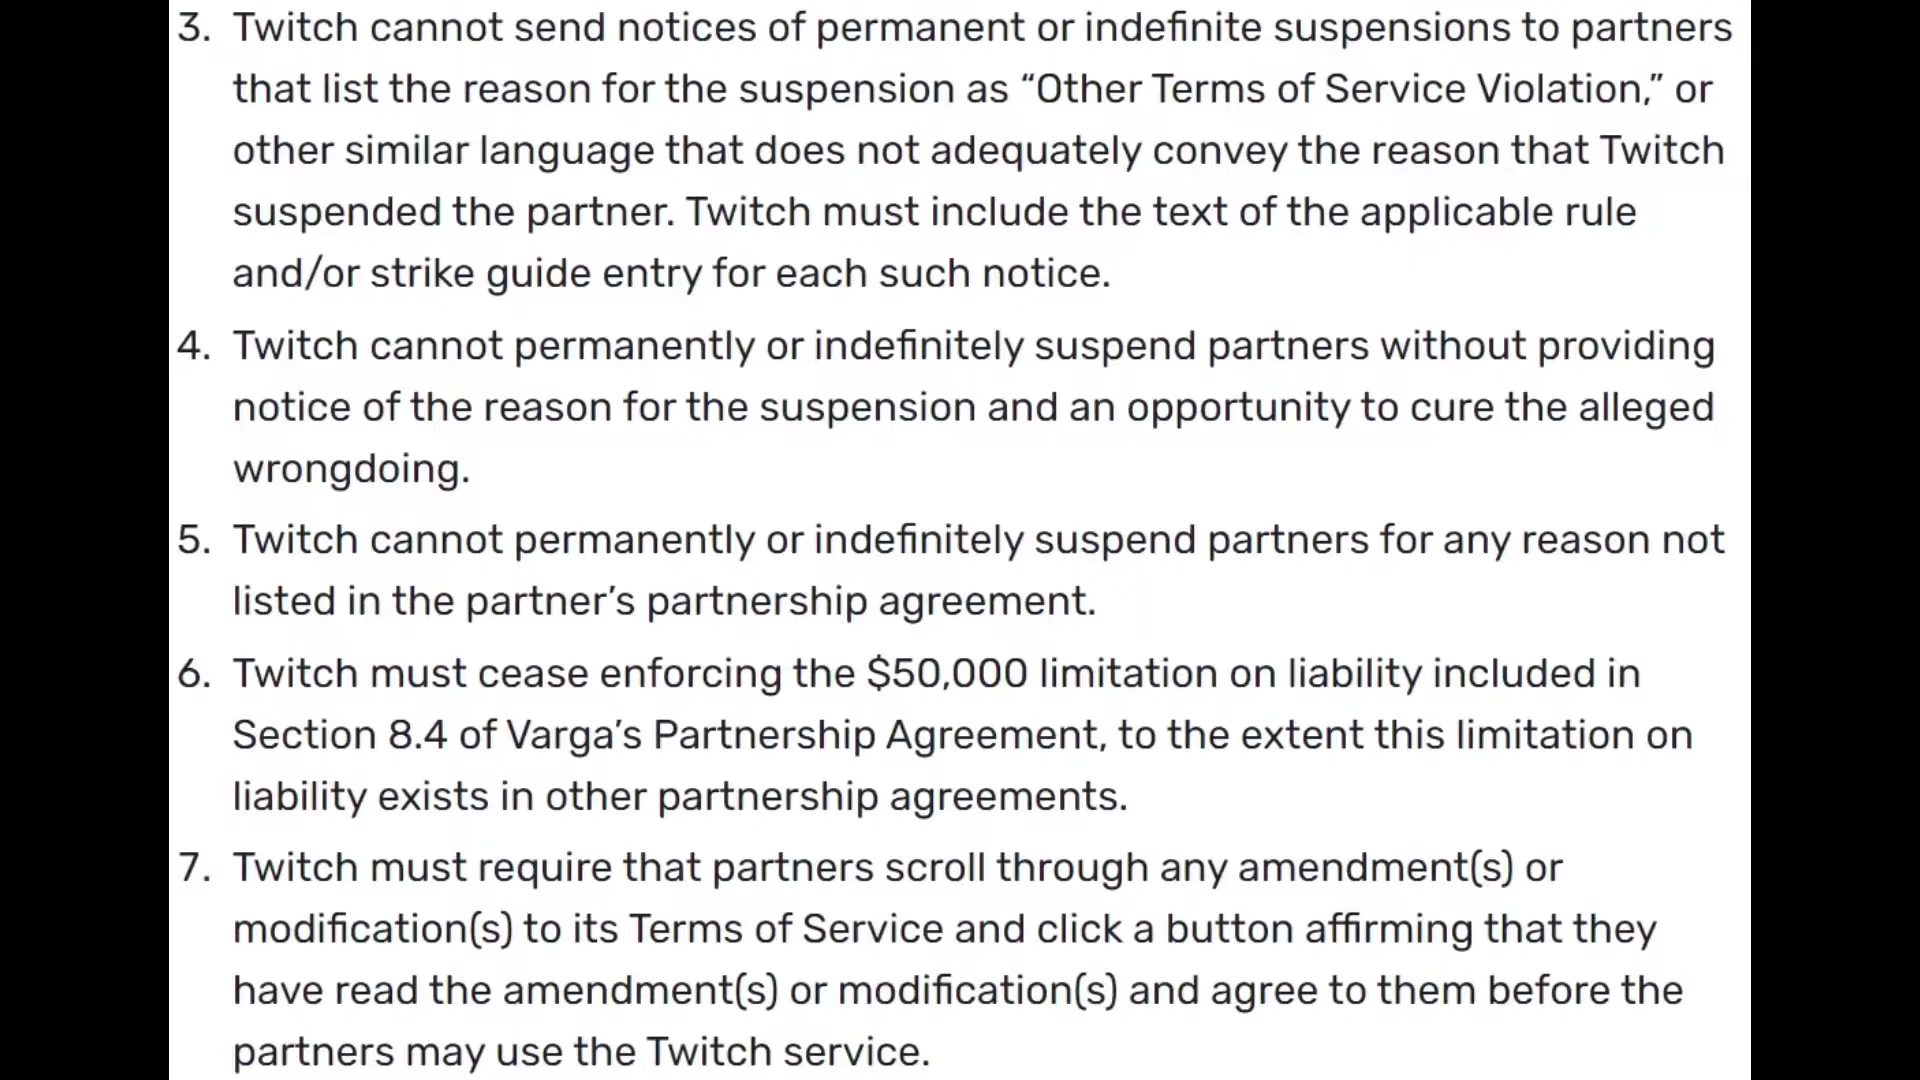 3. Twitch cannot send notices of permanent or indefinite suspensions to partners
that list the reason for the suspension as “Other Terms of Service Violation,” or
other similar language that does not adequately convey the reason that Twitch
suspended the partner. Twitch must include the text of the applicable rule
and/or strike guide entry for each such notice.
4. Twitch cannot permanently or indefinitely suspend partners without providing
notice of the reason for the suspension and an opportunity to cure the alleged
wrongdoing.
5. Twitch cannot permanently or indefinitely suspend partners for any reason not
listed in the partner’s partnership agreement.
6. Twitch must cease enforcing the $50,000 limitation on liability included in
Section 8.4 of Varga’s Partnership Agreement, to the extent this limitation on
liability exists in other partnership agreements.
7. Twitch must require that partners scroll through any amendment(s) or
modification(s) to its Terms of Service and click a button affirming that they
have read the amendment(s) or modification(s) and agree to them before the
partners may use the Twitch service.